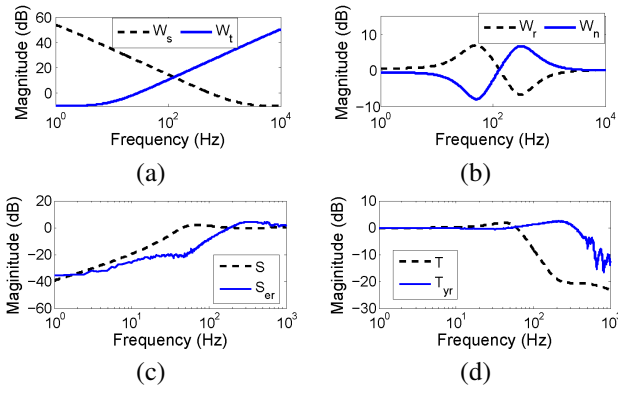 Magnitude (dB)
60
40
20
0
W_s W_t
10^0 10^2 10^4
Frequency (Hz)
(a)
Magnitude (dB)
10
0
−10
W_r W_n
10^0 10^2 10^4
Frequency (Hz)
(b)
Maginitude (dB)
20
0
−20
−40
−60
S
S_er
10^0 10^1 10^2 10^3
Frequency (Hz)
(c)
Maginitude (dB)
10
0
−10
−20
−30
T
T_yr
10^0 10^1 10^2 10^3
Frequency (Hz)
(d)